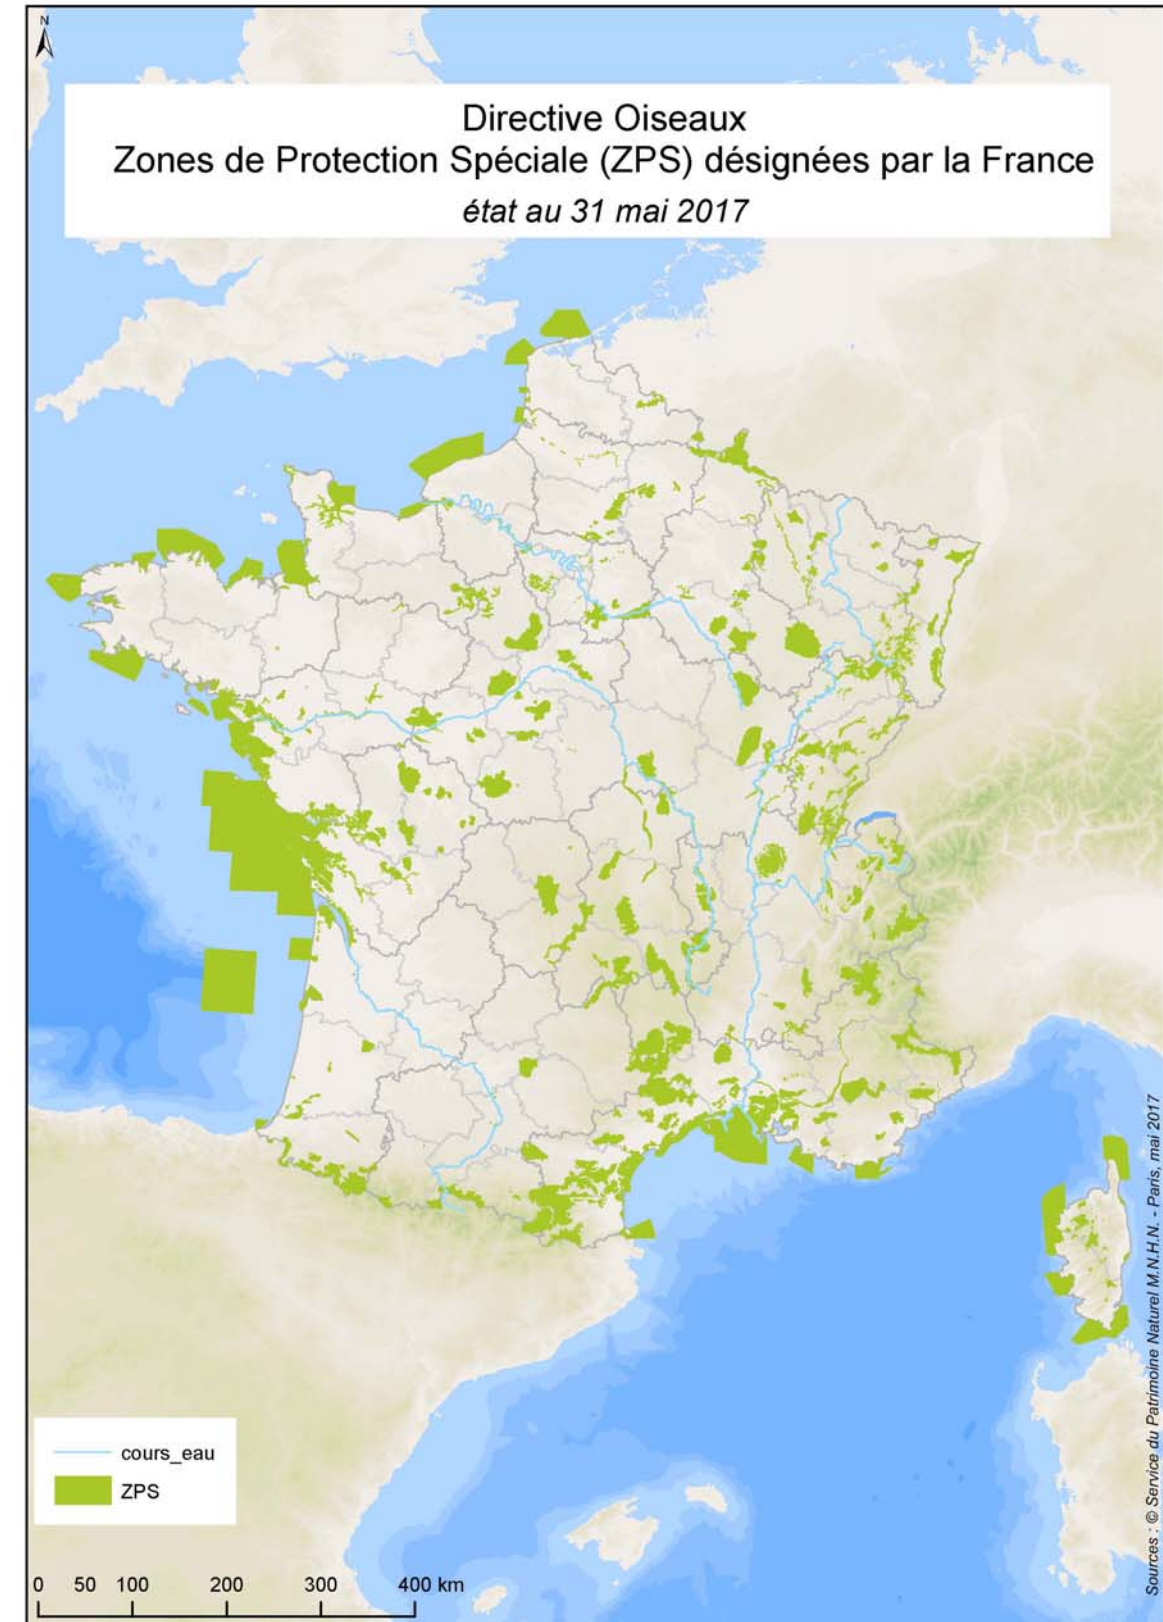 N
Directive Oiseaux
Zones de Protection Spéciale (ZPS) désignées par la France
état au 31 mai 2017
cours_eau
ZPS
0 50 100 200 300 400 km
Sources : © Service du Patrimoine Naturel M.N.H.N. - Paris, mai 2017